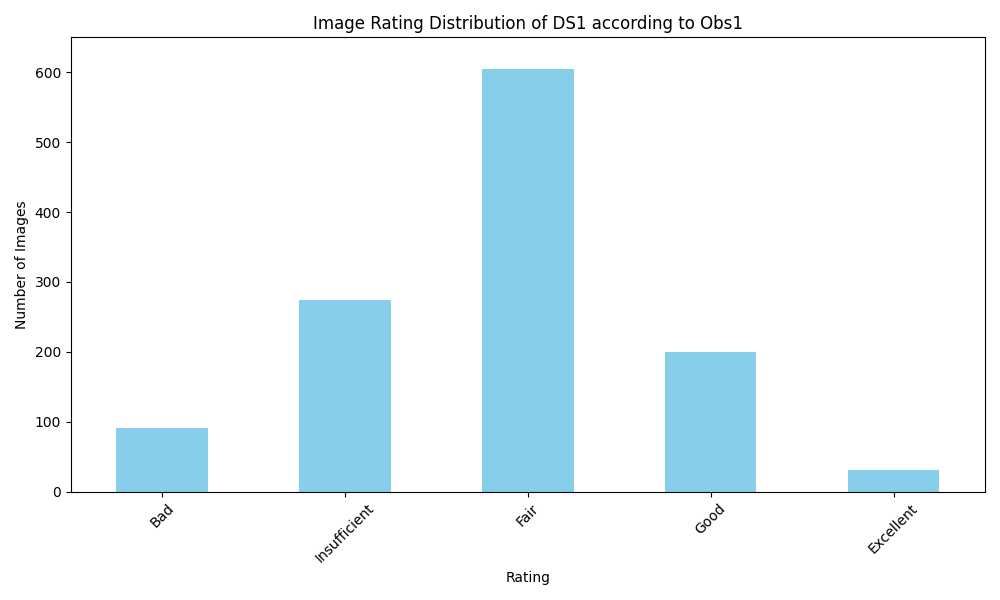 Image Rating Distribution of DS1 according to Obs1
Number of Images
600
500
400
300
200
100
0
Bad
Insufficient
Fair
Good
Excellent
Rating